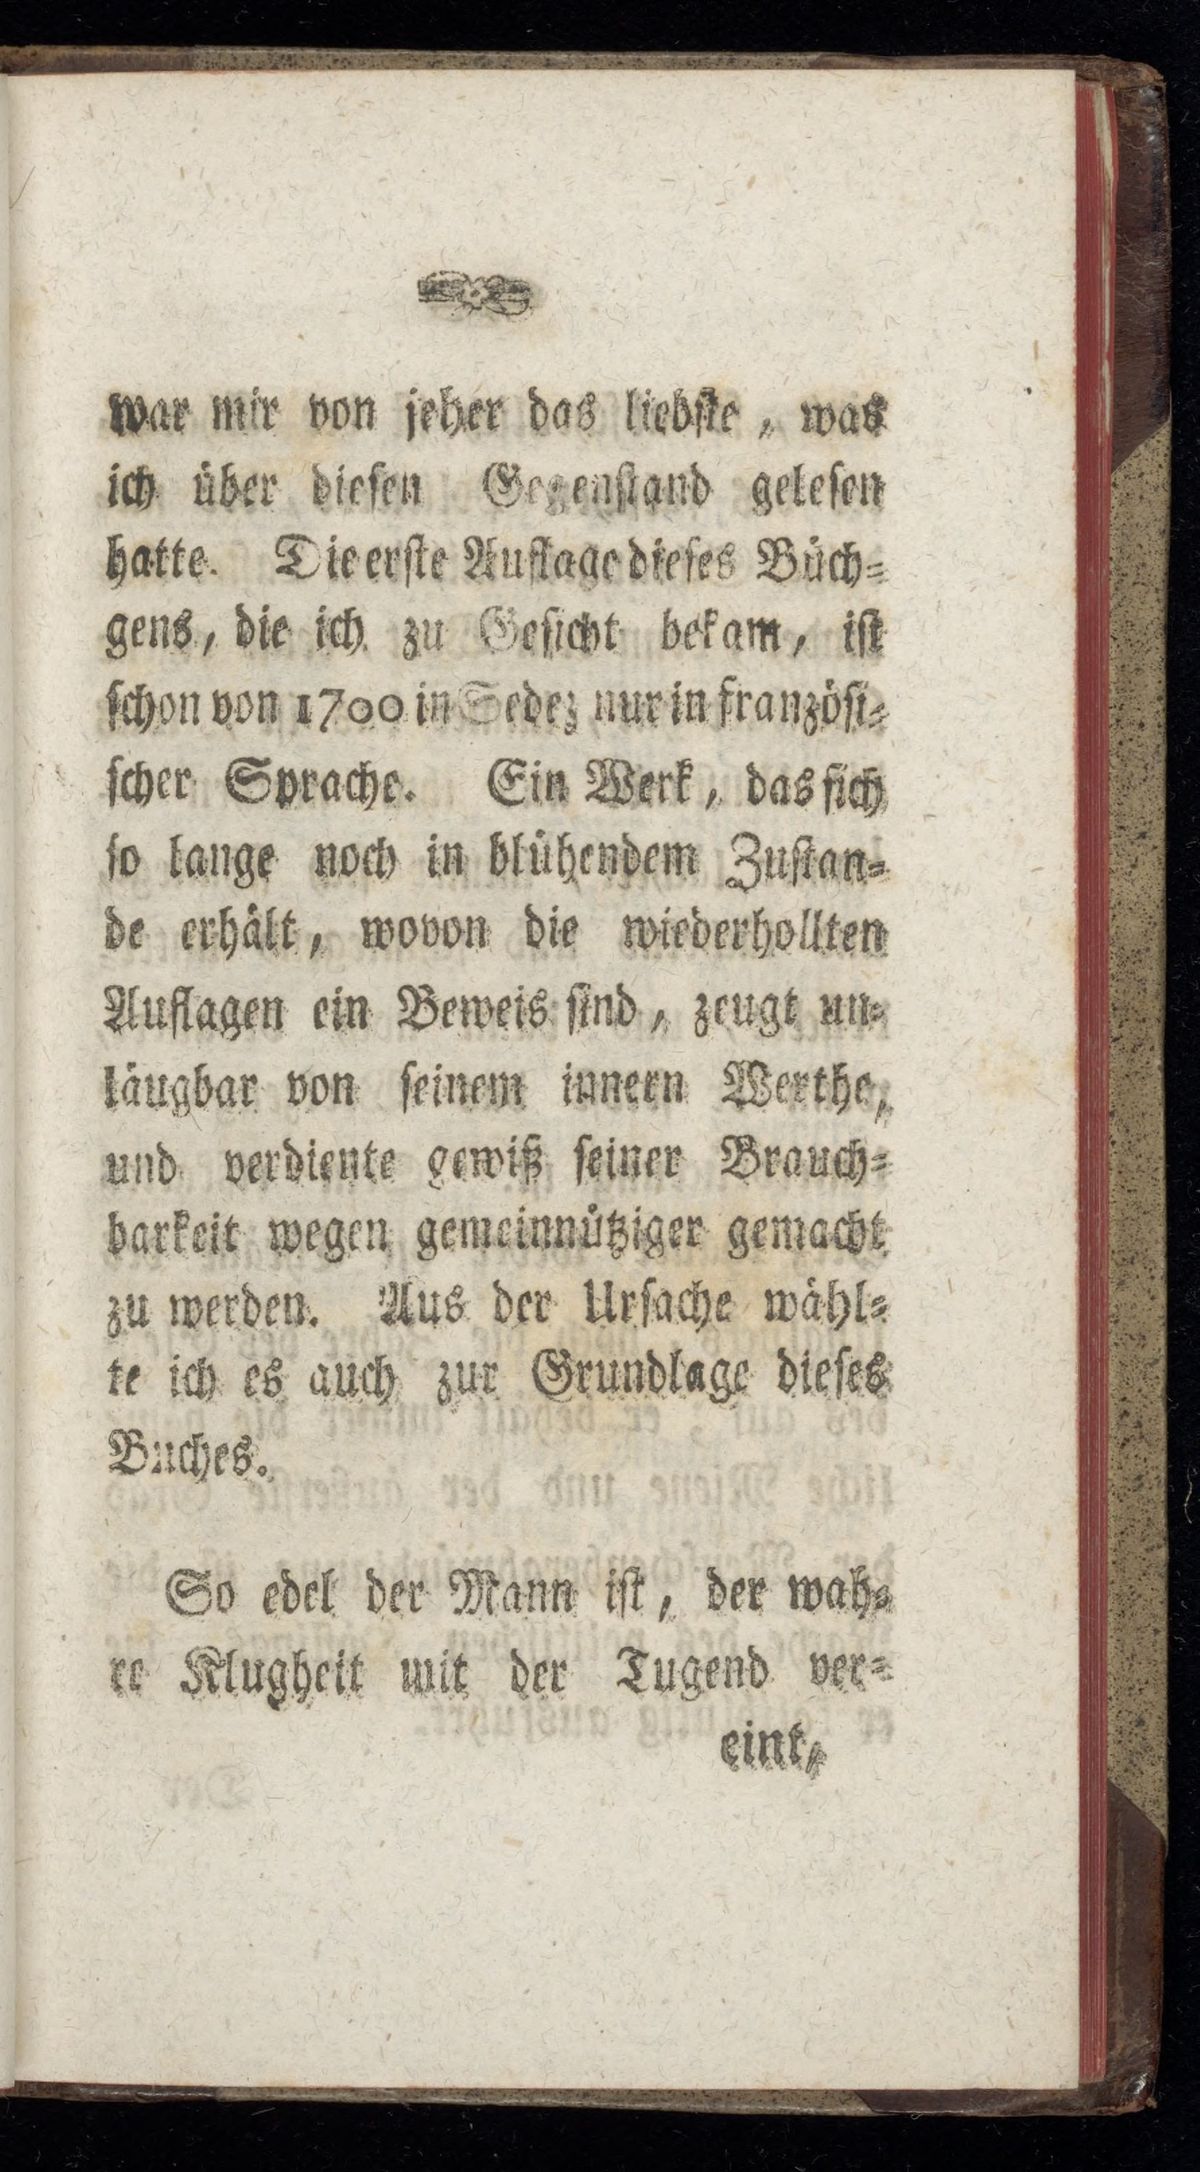 war mir von jeher das liebste, was
ich über diesen Gegenstand gelesen
hatte. Die erste Auflage dieses Büch-
gens, die ich zu Gesicht bekam, ist
schon von 1700 in Sedez nur in französi-
scher Sprache. Ein Werk, das sich
so lange noch in blühendem Zustan-
de erhält, wovon die wiederhollten
Auflagen ein Beweis sind, zeugt un-
läugbar von seinem innern Werthe,
und verdiente gewiß seiner Brauch-
barkeit wegen gemeinnütziger gemacht
zu werden. Aus der Ursache wähl-
te ich es auch zur Grundlage dieses
Buches.
So edel der Mann ist, der wah-
re Klugheit mit der Tugend ver-
eint,